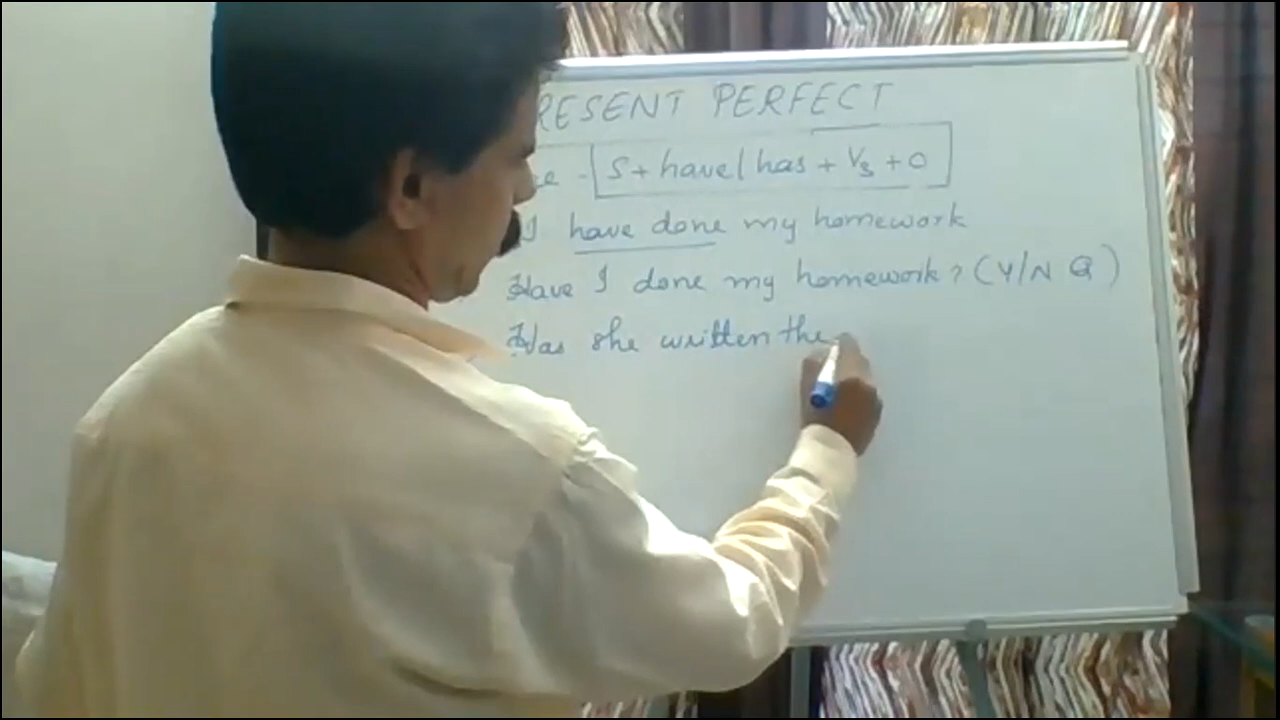 RESENT PERFECT
S + have/has + V3 + O
I have done my homework
Have I done my homework? (Y/N Q)
Has she written the